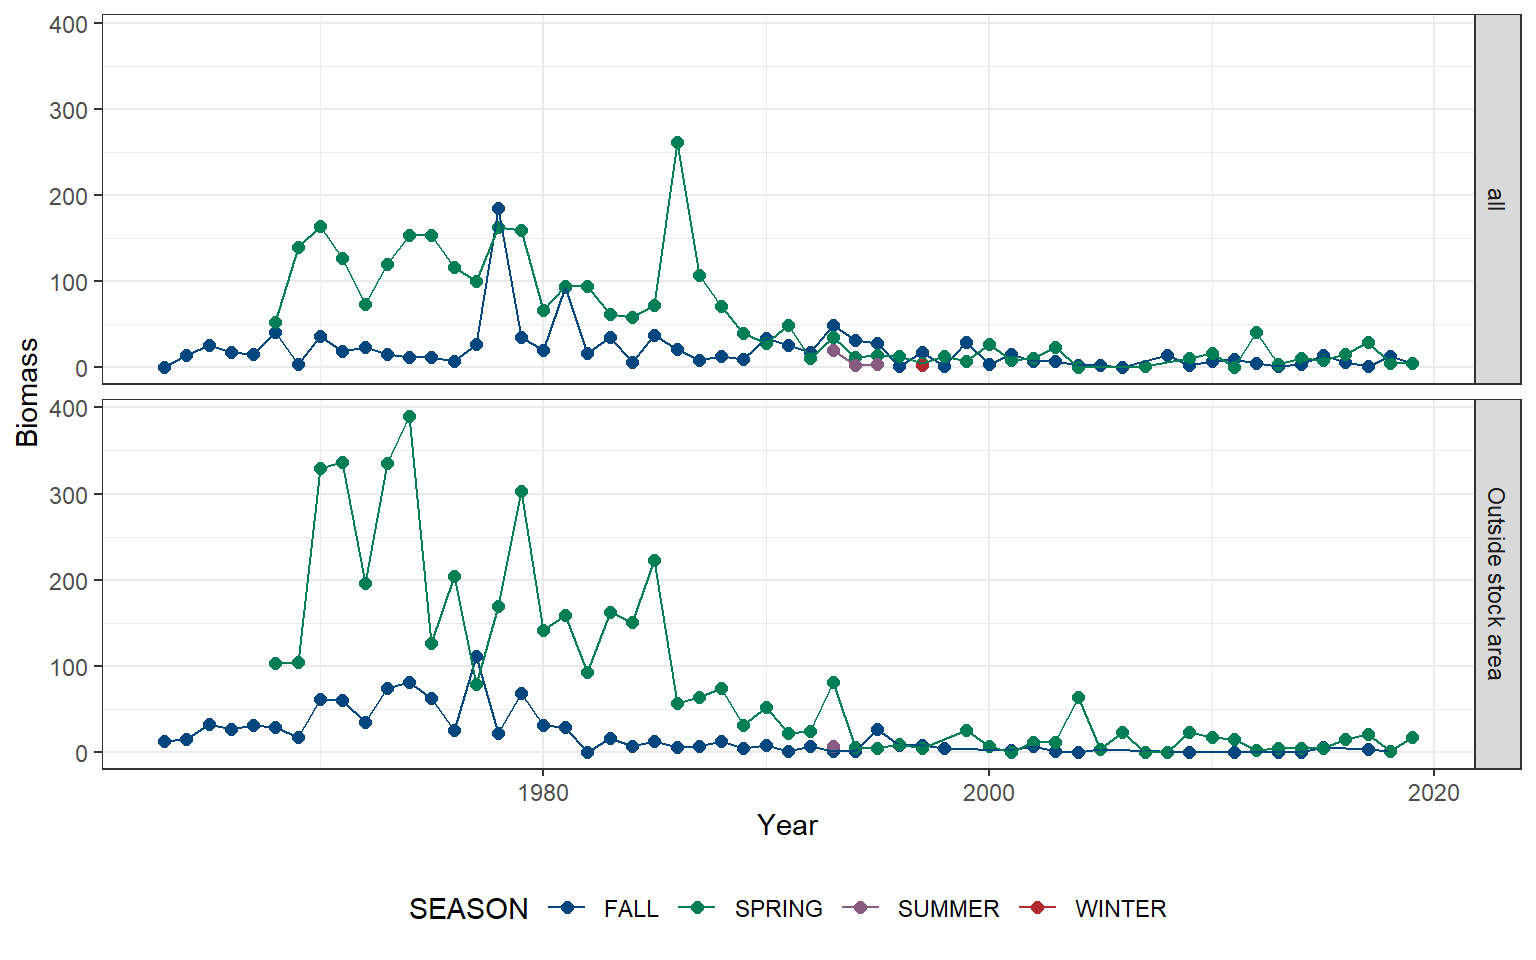 400
300
200
100
0
all
Biomass
400
300
200
100
0
Outside stock area
1980 2000 2020
Year
SEASON FALL SPRING SUMMER WINTER